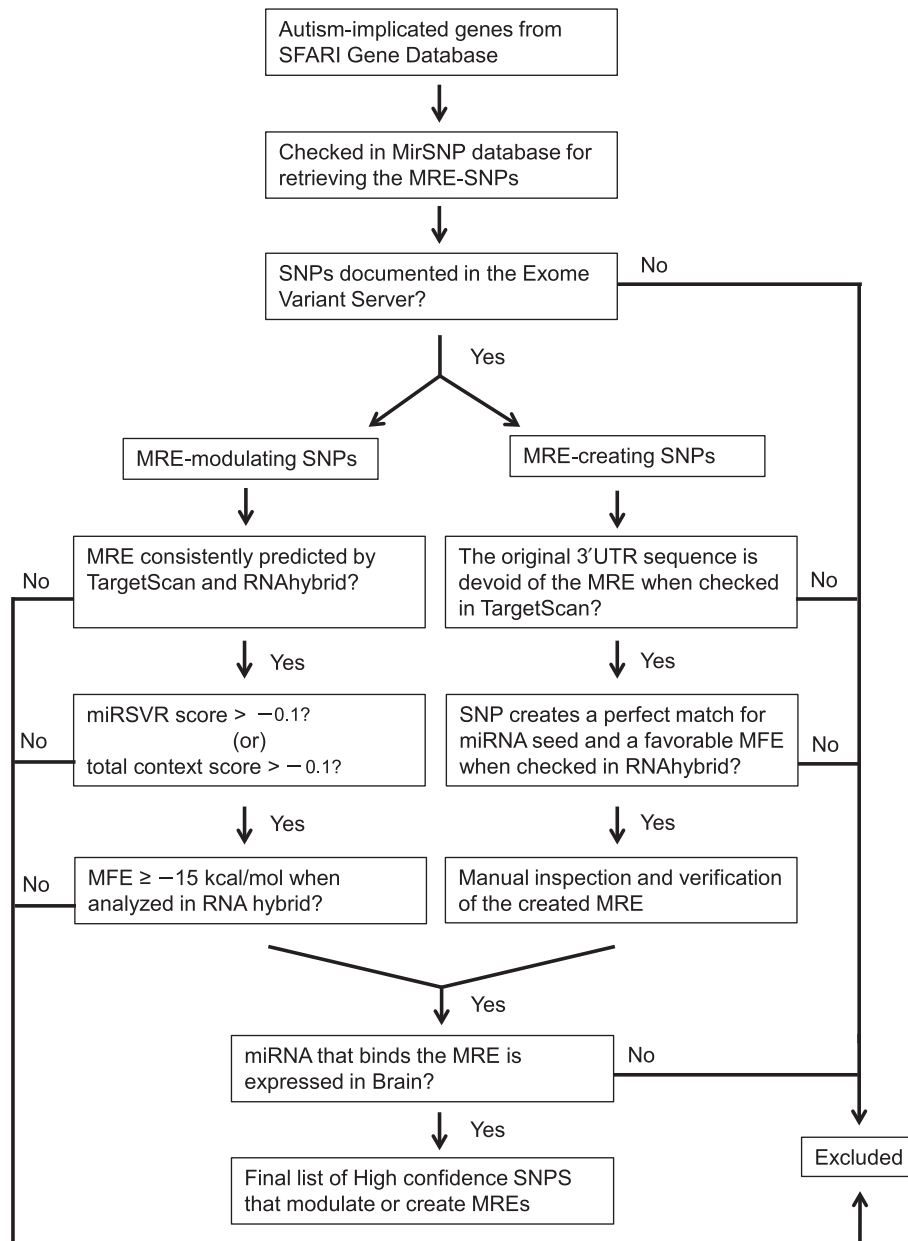 Autism-implicated genes from
SFARI Gene Database
Checked in MirSNP database for
retrieving the MRE-SNPs
SNPs documented in the Exome
Variant Server?
No
Yes
MRE-modulating SNPs
MRE-creating SNPs
MRE consistently predicted by
TargetScan and RNAhybrid?
No
The original 3′UTR sequence is
devoid of the MRE when checked
in TargetScan?
No
Yes
Yes
miRSVR score > −0.1?
(or)
total context score > −0.1?
No
SNP creates a perfect match for
miRNA seed and a favorable MFE
when checked in RNAhybrid?
No
Yes
Yes
MFE ≥ −15 kcal/mol when
analyzed in RNA hybrid?
No
Manual inspection and verification
of the created MRE
Yes
miRNA that binds the MRE is
expressed in Brain?
No
Yes
Excluded
Final list of High confidence SNPS
that modulate or create MREs